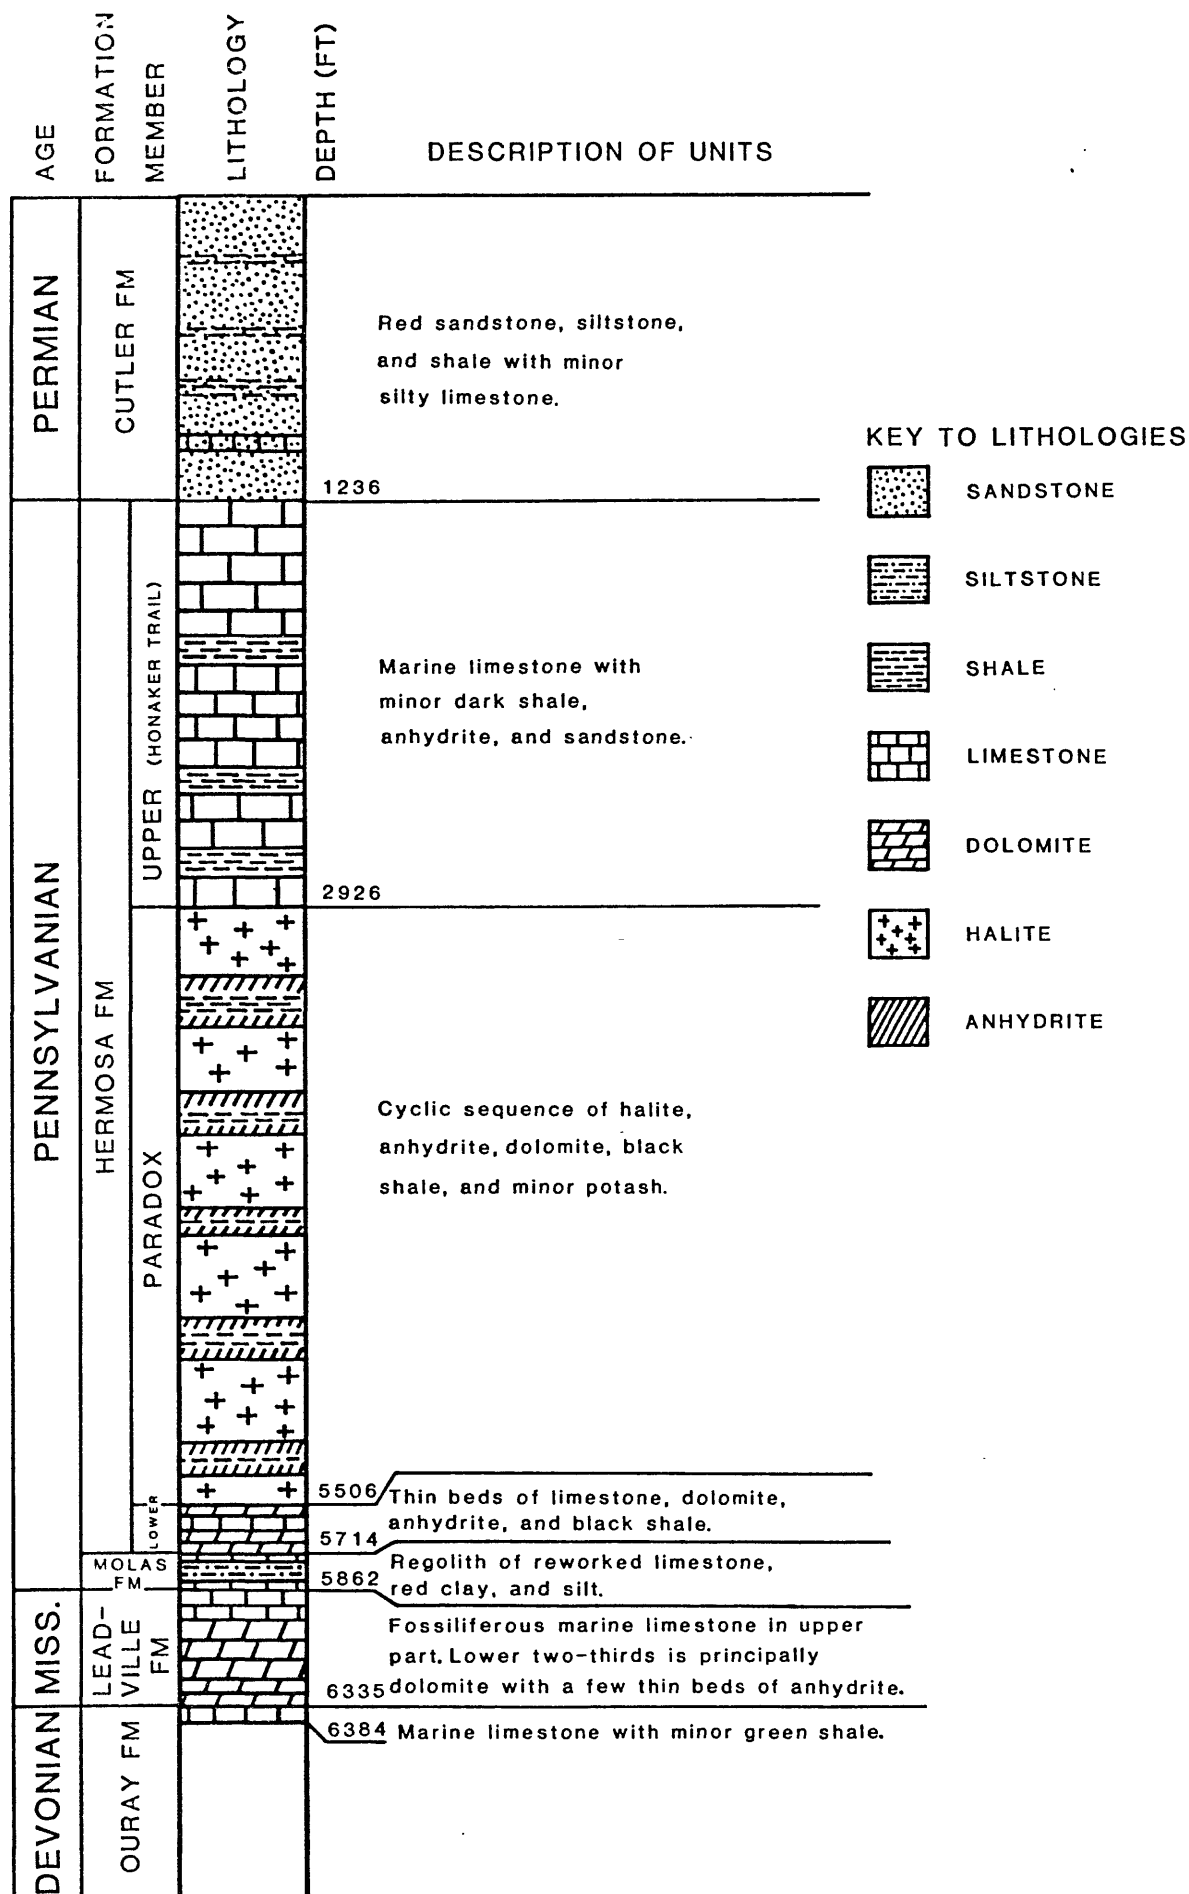 AGE
FORMATION
MEMBER
LITHOLOGY
DEPTH (FT)
DESCRIPTION OF UNITS
PERMIAN
CUTLER FM
Red sandstone, siltstone,
and shale with minor
silty limestone.
1236
PENNSYLVANIAN
HERMOSA FM
UPPER (HONAKER TRAIL)
Marine limestone with
minor dark shale,
anhydrite, and sandstone.
2926
PARADOX
Cyclic sequence of halite,
anhydrite, dolomite, black
shale, and minor potash.
5506
LOWER
Thin beds of limestone, dolomite,
anhydrite, and black shale.
5714
MOLAS
FM
Regolith of reworked limestone,
red clay, and silt.
5862
MISS.
LEAD-
VILLE
FM
Fossiliferous marine limestone in upper
part. Lower two-thirds is principally
dolomite with a few thin beds of anhydrite.
6335
DEVONIAN
OURAY FM
6384 Marine limestone with minor green shale.
KEY TO LITHOLOGIES
SANDSTONE
SILTSTONE
SHALE
LIMESTONE
DOLOMITE
HALITE
ANHYDRITE